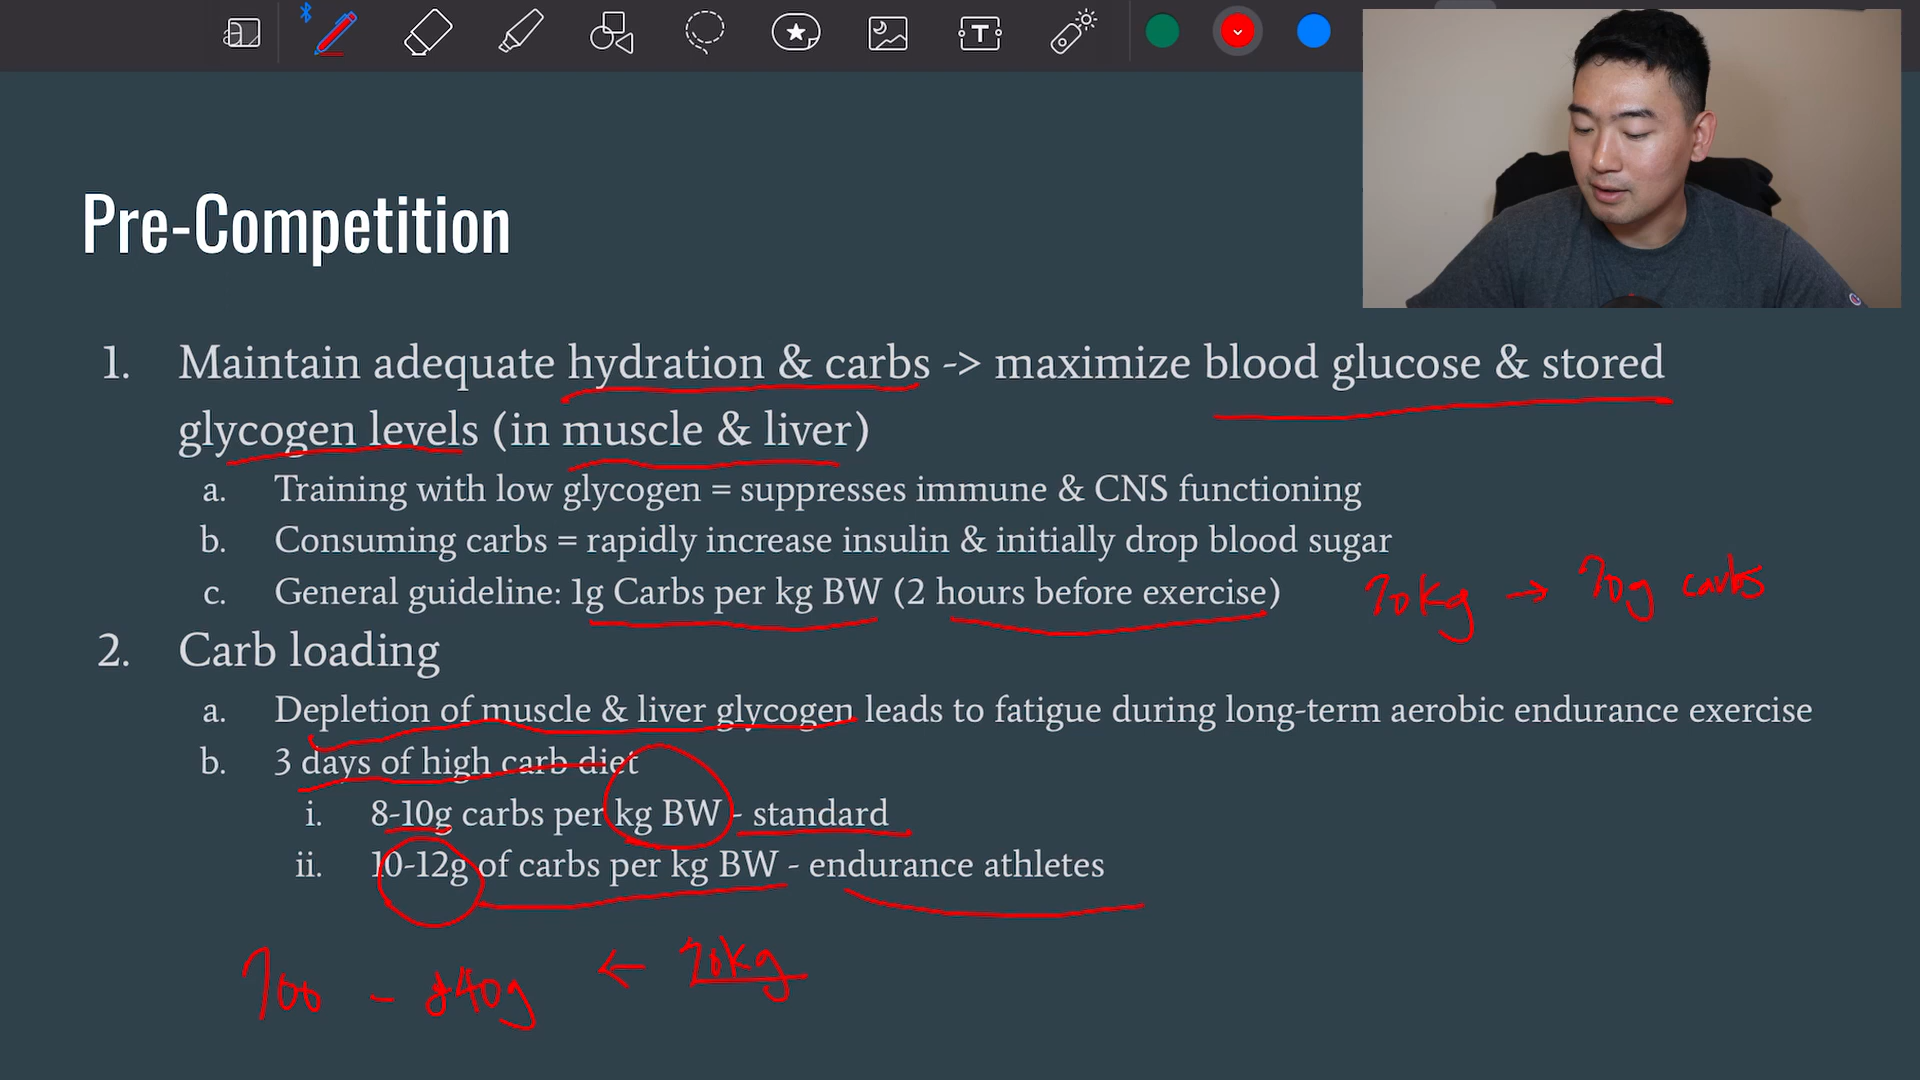 Pre-Competition
1. Maintain adequate hydration & carbs -> maximize blood glucose & stored
glycogen levels (in muscle & liver)
a. Training with low glycogen = suppresses immune & CNS functioning
b. Consuming carbs = rapidly increase insulin & initially drop blood sugar
c. General guideline: 1g Carbs per kg BW (2 hours before exercise)
70kg → 70g carbs
2. Carb loading
a. Depletion of muscle & liver glycogen leads to fatigue during long-term aerobic endurance exercise
b. 3 days of high carb diet
i. 8-10g carbs per kg BW - standard
ii. 10-12g of carbs per kg BW - endurance athletes
700 - 840g ← 70kg